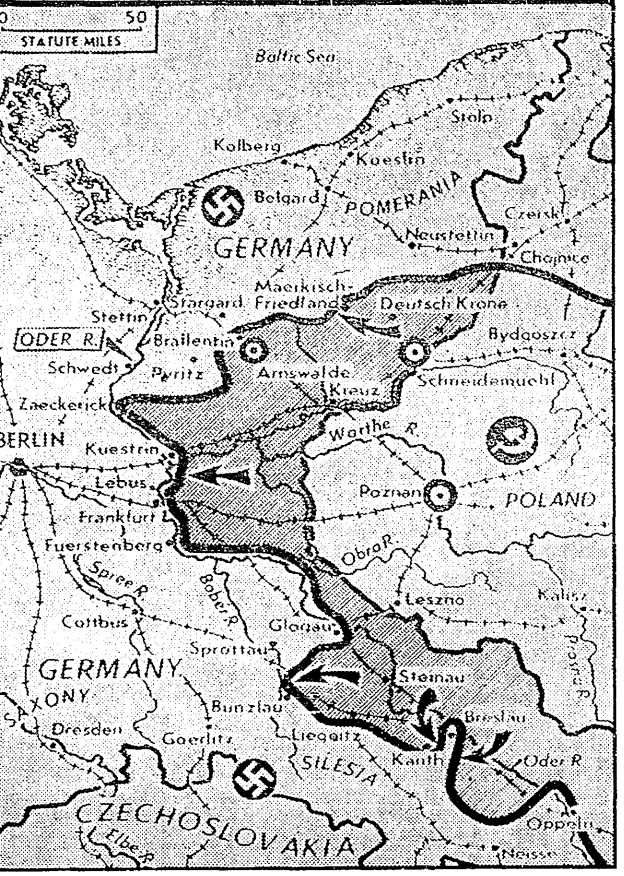 0 50
STATUTE MILES
Baltic Sea
Stolp
Kolberg
Koeslin
Belgard
POMERANIA
Czersk
GERMANY
Neustettin
Chojnice
Maerkisch-
Friedland
Stettin
Stargard
Deutsch Krone
ODER R.
Brallentin
Bydgoszcz
Schwedt
Pyritz
Arnswalde
Schneidemuehl
Zaeckerick
Kreuz
BERLIN
Warthe R.
Kuestrin
Lebus
Poznan
POLAND
Frankfurt
Fuerstenberg
Obra R.
Spree R.
Bober R.
Leszno
Kalisz
Cottbus
Glogau
Prosna R.
Sprottau
GERMANY
Steinau
SAXONY
Bunzlau
Breslau
Dresden
Goerlitz
Liegnitz
Kanth
Oder R.
SILESIA
CZECHOSLOVAKIA
Oppeln
Elbe R.
Neisse